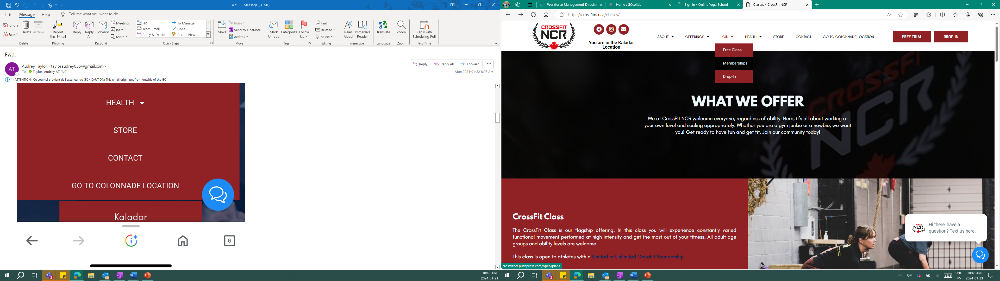 Fwd:  - Message (HTML)
File Message Help Tell me what you want to do
Ignore
Junk
Delete
Archive
Delete
Report this E-mail
Phishing
Reply
Reply All
Forward
Meeting
IM
More
Respond
HR
Team Email
Reply & Delete
To Manager
Done
Create New
Quick Steps
Move
Rules
Send to OneNote
Actions
Move
Mark Unread
Categorize
Follow Up
Tags
Find
Related
Select
Editing
Read Aloud
Immersive Reader
Immersive
Translate
Language
Zoom
Zoom
Reply with Scheduling Poll
Find Time
Fwd:
AT
Audrey Taylor <tayloraudrey035@gmail.com>
To Taylor, Audrey AT [NC]
Reply
Reply All
Forward
Mon 2024-01-22 8:07 AM
* - ATTENTION : Ce courriel provient de l'extérieur du GC / CAUTION: This email originates from outside of the GC
HEALTH
STORE
CONTACT
GO TO COLONNADE LOCATION
Kaladar
6
2
10:18 AM
2024-01-23
Workforce Management Director
Home : GCcollab
Sign In - Online Yoga School
Classes - CrossFit NCR
https://crossfitncr.ca/classes/
CROSSFIT
NCR
You are in the Kaladar
Location
ABOUT
OFFERINGS
JOIN
HEALTH
STORE
CONTACT
GO TO COLONNADE LOCATION
FREE TRIAL
DROP-IN
Free Class
Memberships
Drop-In
CROSSFIT
NCR
WHAT WE OFFER
We at CrossFit NCR welcome everyone, regardless of ability. Here, it's all about working at
your own level and scaling appropriately. Whether you are a gym junkie or a newbie, we want
you! Get ready to have fun and get fit. Join our community today!
CrossFit Class
The CrossFit Class is our flagship offering. In this class you will experience constantly varied
functional movement performed at high intensity and get the most out of your fitness. All adult age
groups and ability levels are welcome.
This class is open to athletes with a Limited or Unlimited CrossFit Membership.
CROSSFIT
NCR
Hi there, have a
question? Text us here.
crossfitncr.pushpress.com/open/plans
2
ENG
US
10:18 AM
2024-01-23